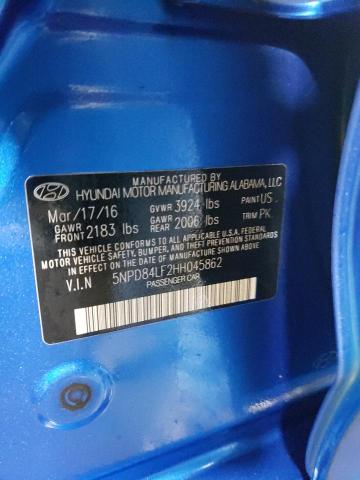 MANUFACTURED BY
HYUNDAI MOTOR MANUFACTURING ALABAMA, LLC
Mar/17/16 GVWR 3924 lbs PAINT US
GAWR FRONT 2183 lbs GAWR REAR 2006 lbs TRIM PK
THIS VEHICLE CONFORMS TO ALL APPLICABLE
FEDERAL MOTOR VEHICLE SAFETY, BUMPER, AND
THEFT PREVENTION STANDARDS IN EFFECT ON THE
DATE OF MANUFACTURE SHOWN ABOVE.
V.I.N 5NPD84LF2HH045862
PASSENGER CAR